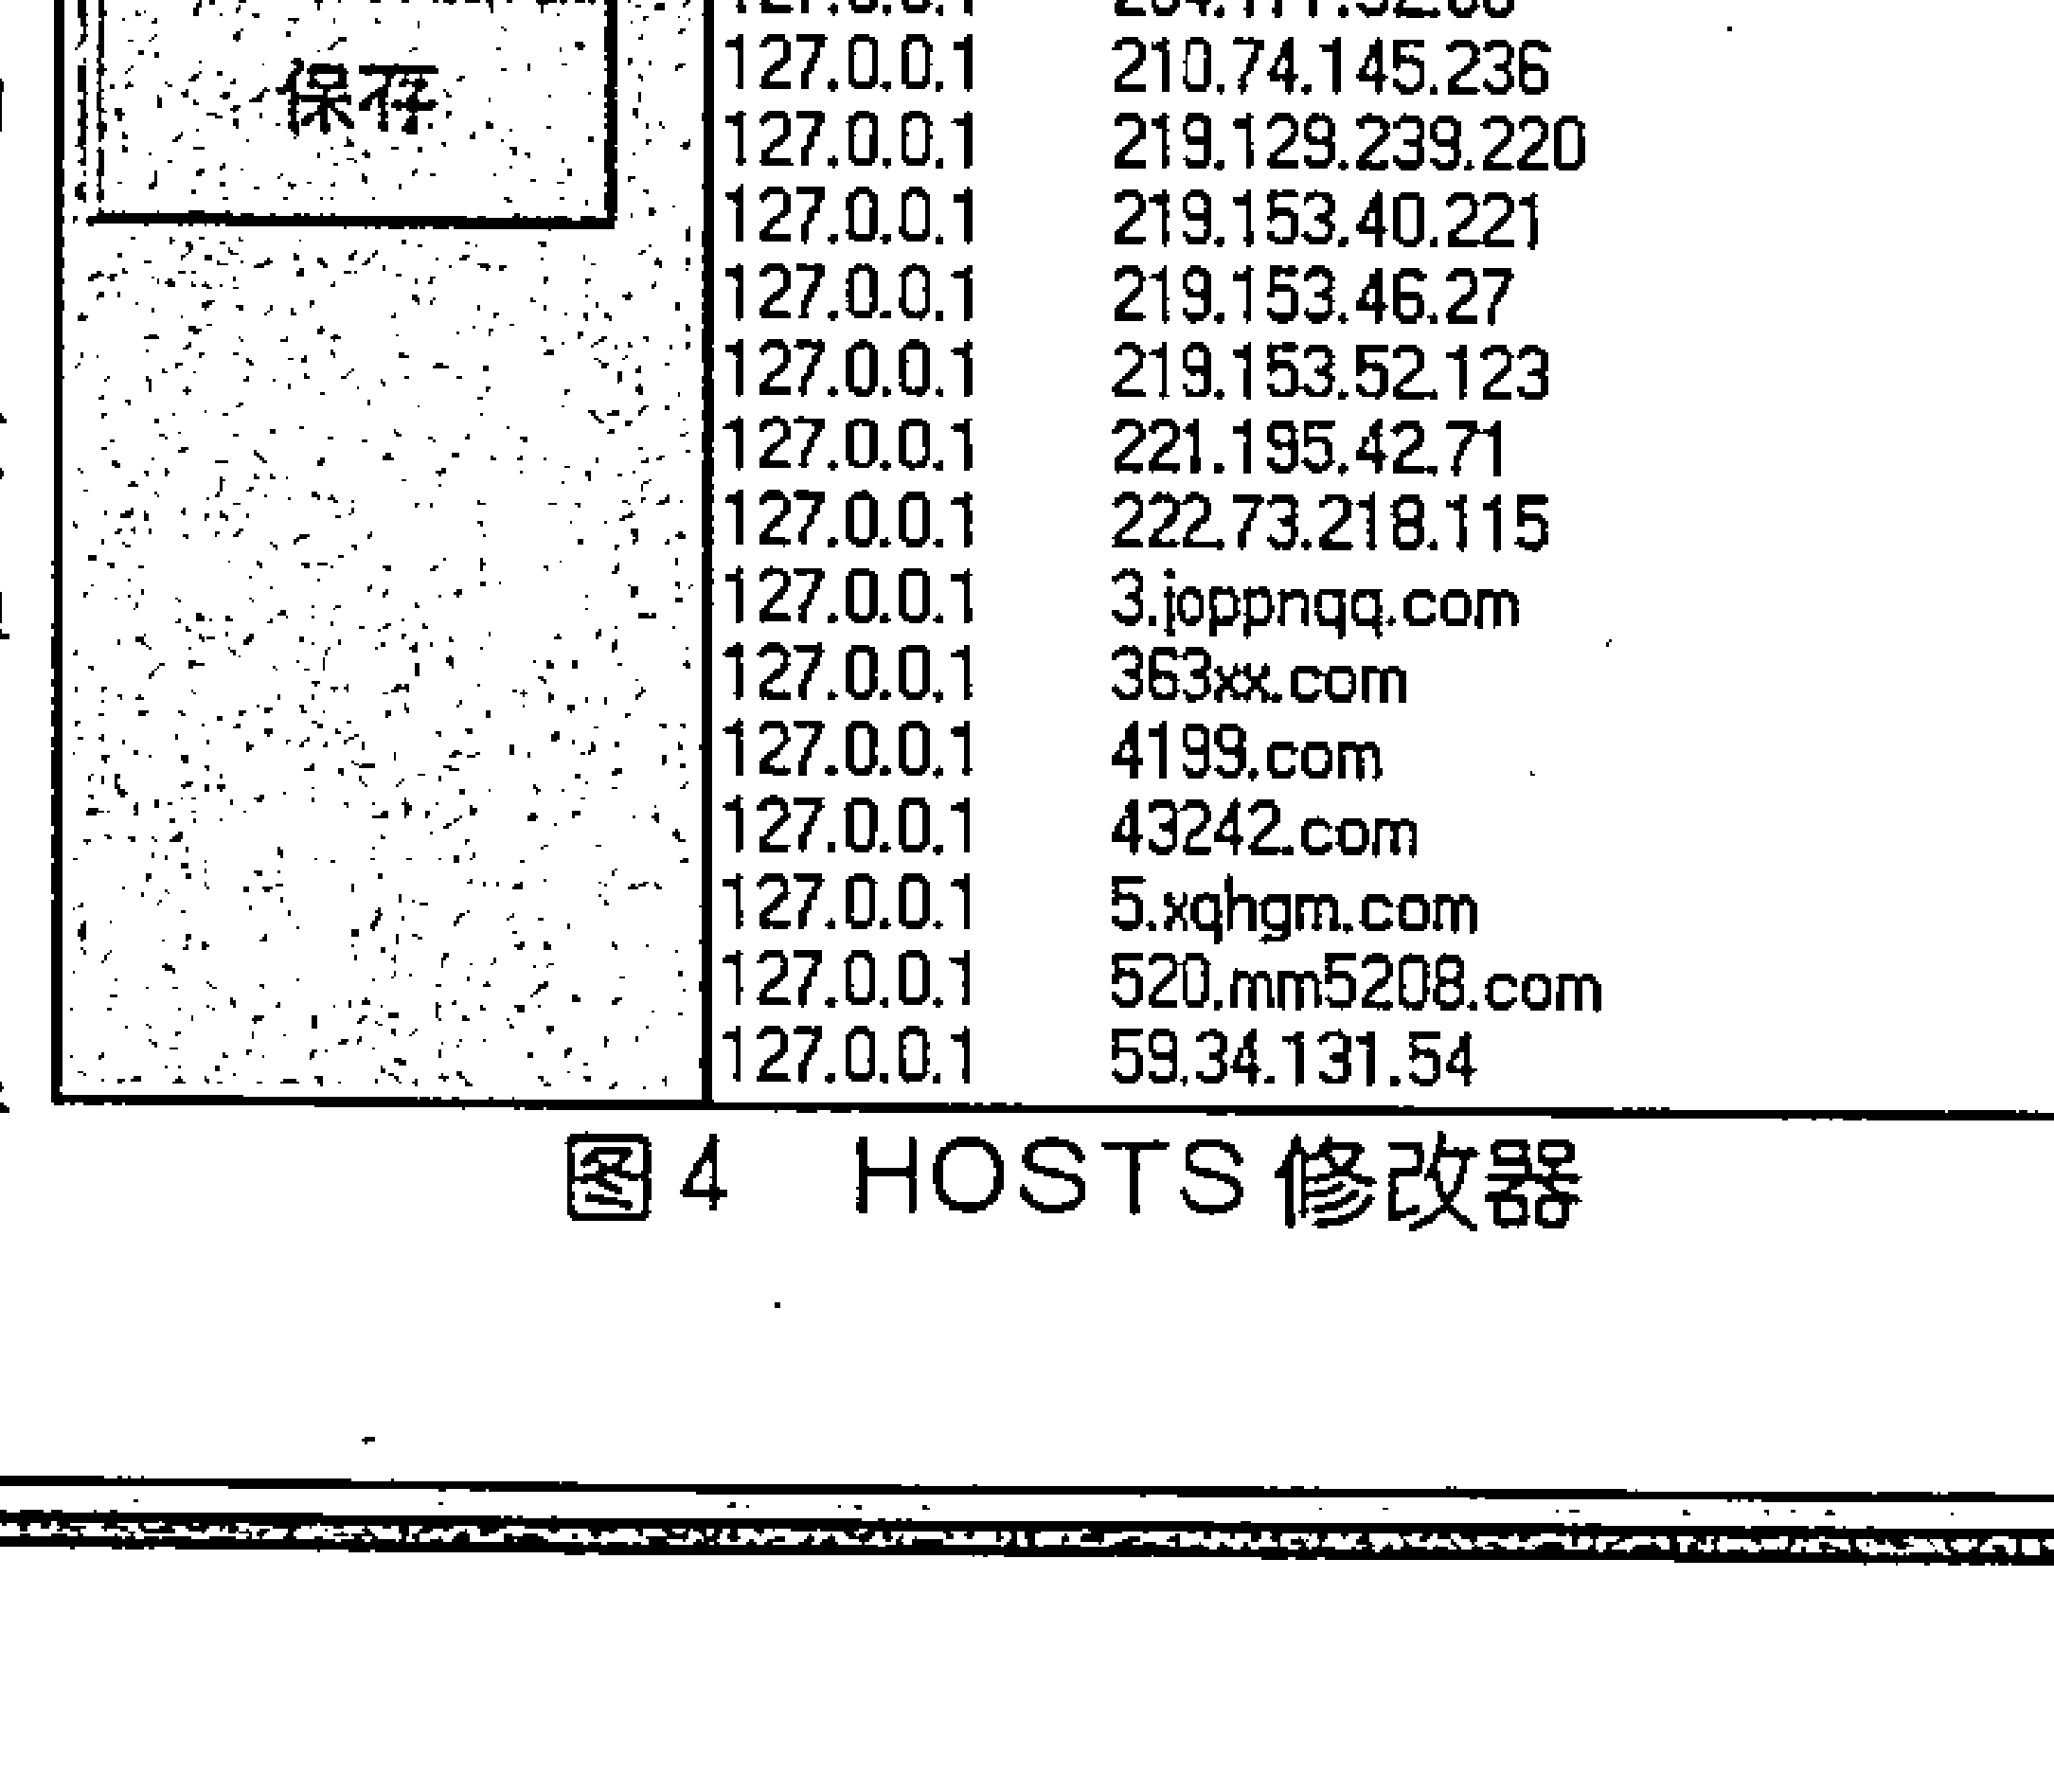 保存
127.0.0.1 210.74.145.236
127.0.0.1 219.129.239.220
127.0.0.1 219.153.40.221
127.0.0.1 219.153.46.27
127.0.0.1 219.153.52.123
127.0.0.1 221.195.42.71
127.0.0.1 222.73.218.115
127.0.0.1 3.joppnqq.com
127.0.0.1 363xx.com
127.0.0.1 4199.com
127.0.0.1 43242.com
127.0.0.1 5.xqhgm.com
127.0.0.1 520.mm5208.com
127.0.0.1 59.34.131.54
图4 HOSTS修改器